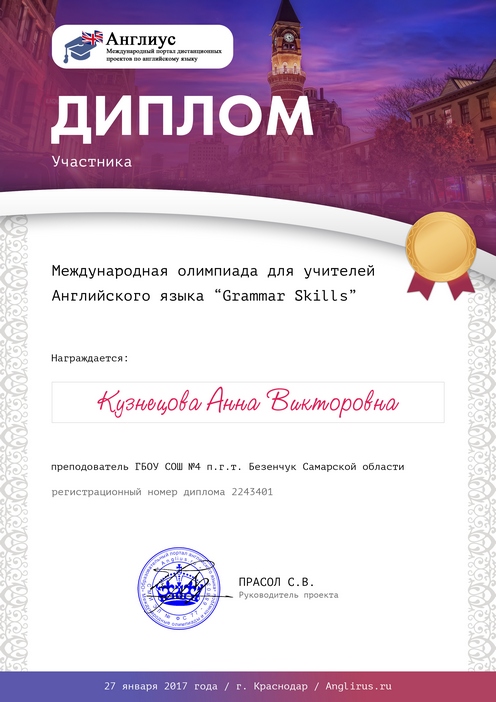 Англиус
Международный портал дистанционных
проектов по английскому языку
ДИПЛОМ
Участника
Международная олимпиада для учителей
Английского языка “Grammar Skills”
Награждается:
Кузнецова Анна Викторовна
преподователь ГБОУ СОШ №4 п.г.т. Безенчук Самарской области
регистрационный номер диплома 2243401
ПРАСОЛ С.В.
Руководитель проекта
27 января 2017 года / г. Краснодар / Anglirus.ru